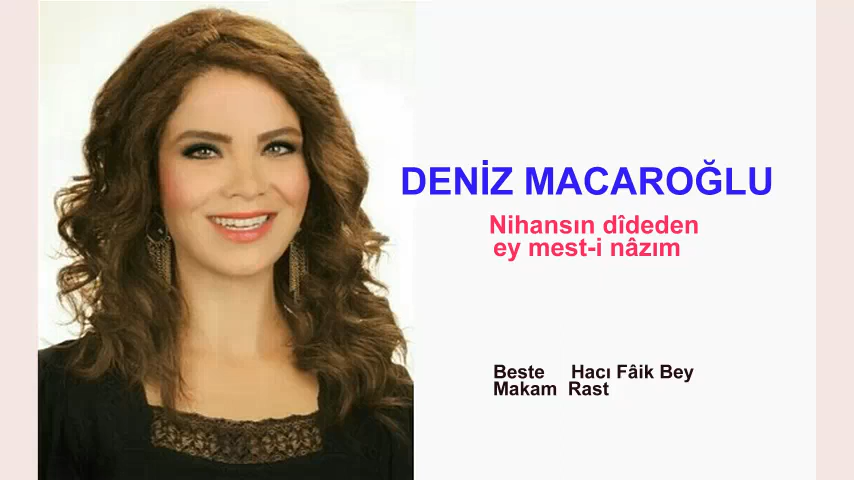 DENİZ MACAROĞLU
Nihansın dîdeden
ey mest-i nâzım
Beste Hacı Fâik Bey
Makam Rast